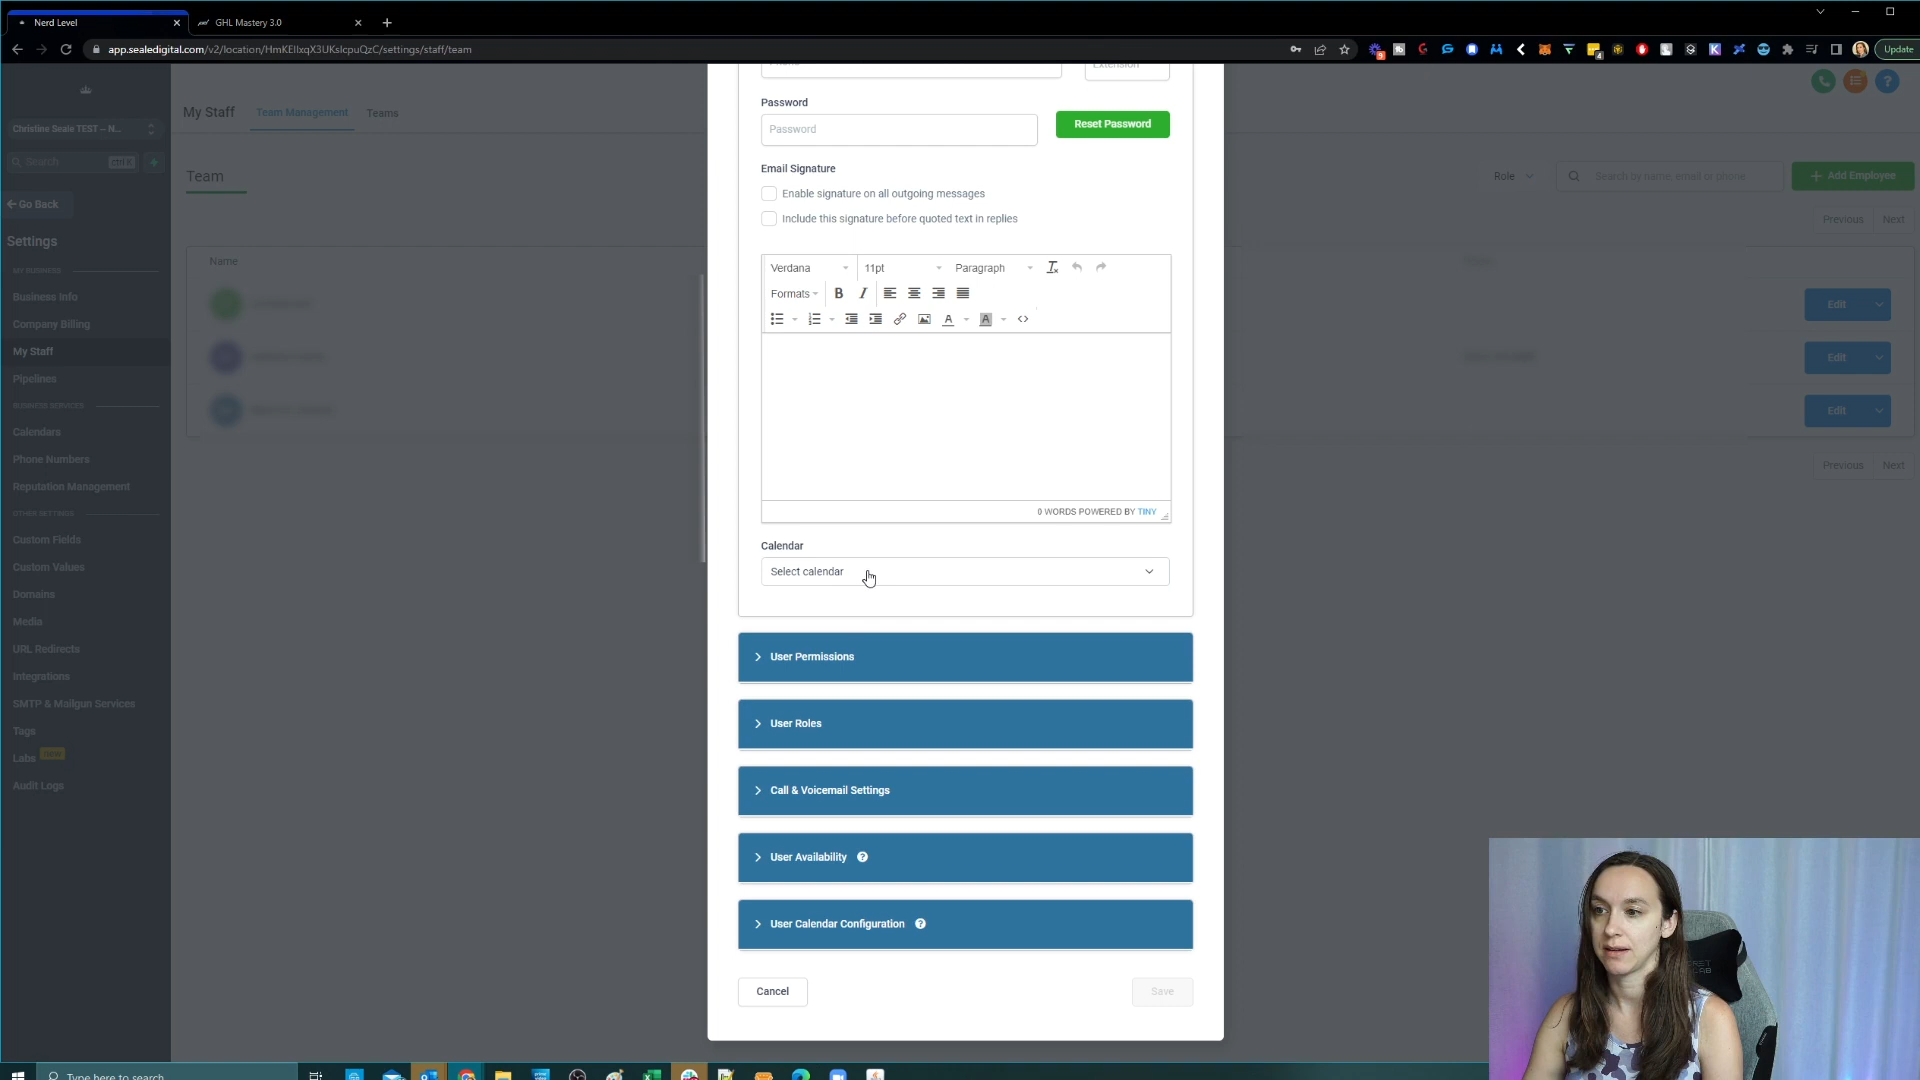 Nerd Level
GHL Mastery 3.0
app.sealedigital.com/v2/location/HmKEIlxqX3UKslcpuQzC/settings/staff/team
Update
Extension
My Staff
Team Management
Teams
Christine Seale TEST – N...
Search
ctrl K
Team
Role
Search by name, email or phone
Add Employee
Go Back
Previous
Next
Settings
Name
MY BUSINESS
Business Info
Company Billing
My Staff
Pipelines
BUSINESS SERVICES
Calendars
Phone Numbers
Reputation Management
OTHER SETTINGS
Custom Fields
Custom Values
Domains
Media
URL Redirects
Integrations
SMTP & Mailgun Services
Tags
Labs
new
Audit Logs
Edit
Edit
Edit
Previous
Next
Password
Password
Reset Password
Email Signature
Enable signature on all outgoing messages
Include this signature before quoted text in replies
Verdana
11pt
Paragraph
Formats
B
I
A
A
0 WORDS POWERED BY TINY
Calendar
Select calendar
User Permissions
User Roles
Call & Voicemail Settings
User Availability
User Calendar Configuration
Cancel
Save
Type here to search